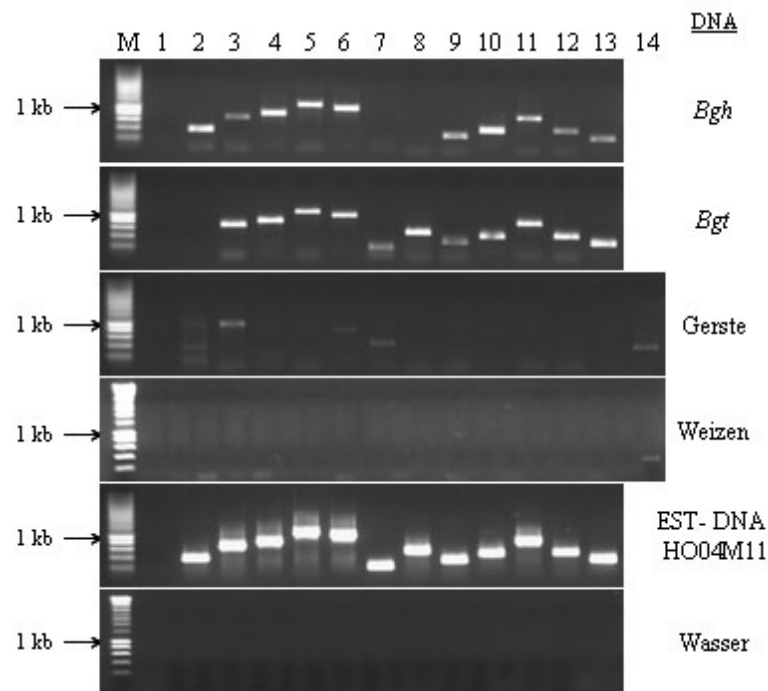 DNA
M 1 2 3 4 5 6 7 8 9 10 11 12 13 14
1 kb Bgh
1 kb Bgt
1 kb Gerste
1 kb Weizen
1 kb EST- DNA
HO04M11
1 kb Wasser